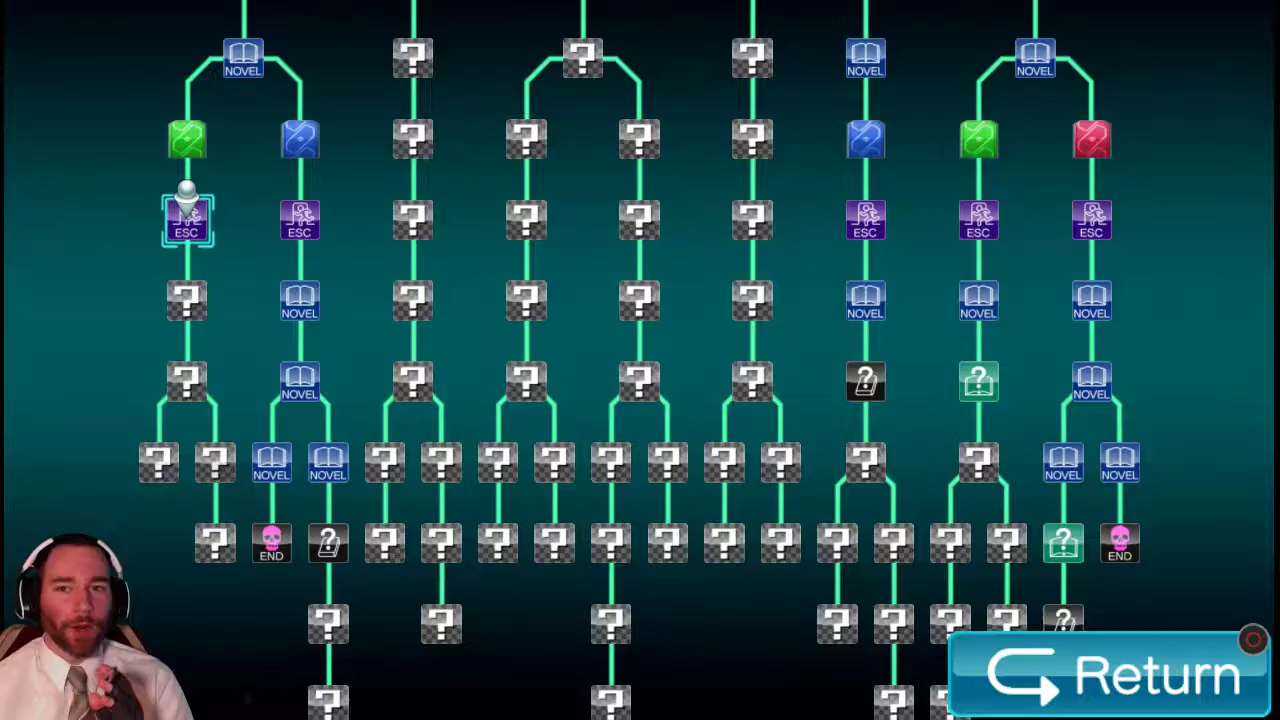 NOVEL ? ? ? NOVEL NOVEL
? ? ? ?
ESC ESC ? ? ? ? ESC ESC ESC
? NOVEL ? ? ? ? NOVEL NOVEL NOVEL
? NOVEL ? ? ? ? ? ? NOVEL
? ? NOVEL NOVEL ? ? ? ? ? ? ? ? ? ? NOVEL NOVEL
? END ? ? ? ? ? ? ? ? ? ? ? ? ? ? END
? ? ? ? ? ? ? ?
Return
? ? ?